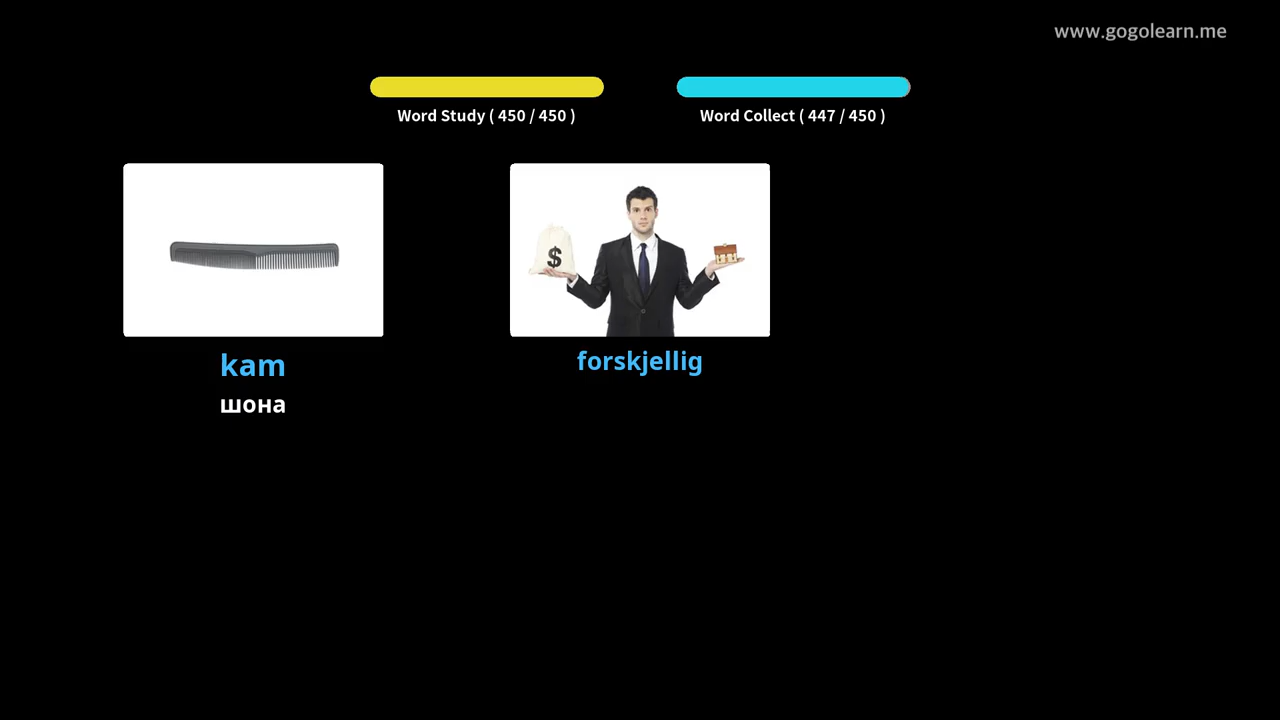 www.gogolearn.me
Word Study ( 450 / 450 )
Word Collect ( 447 / 450 )
$
kam
шона
forskjellig